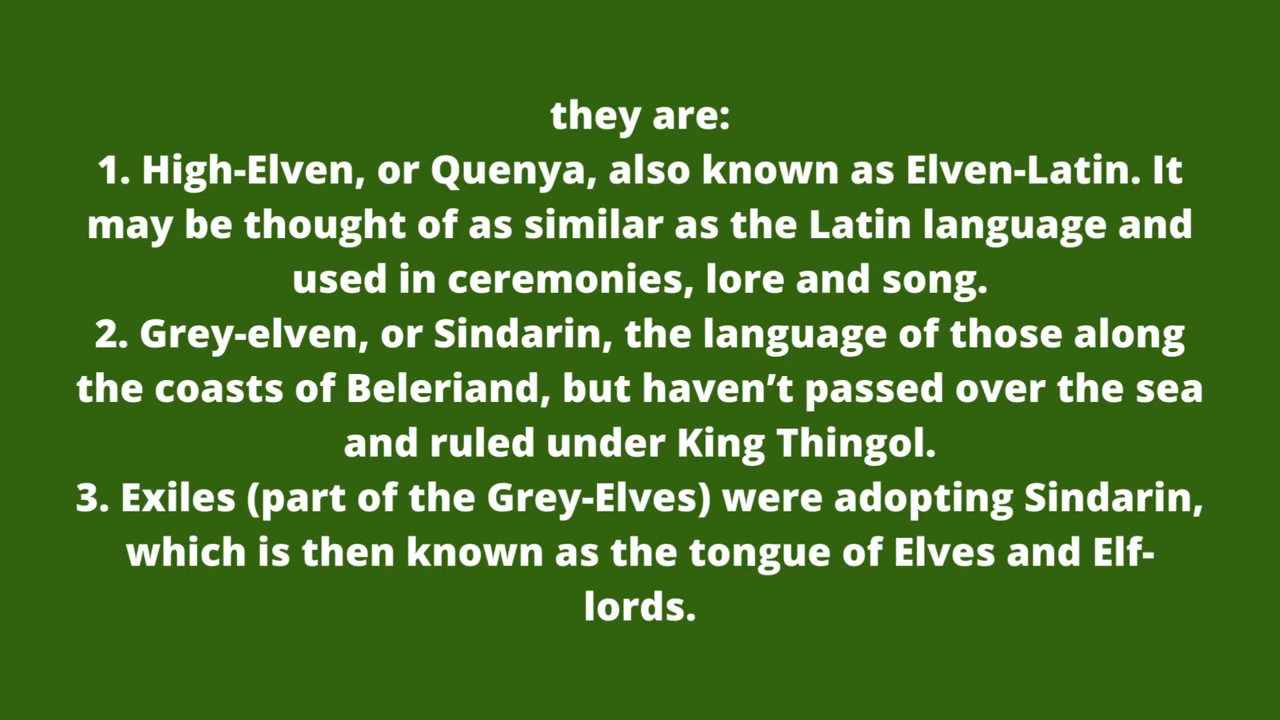 they are:
1. High-Elven, or Quenya, also known as Elven-Latin. It
may be thought of as similar as the Latin language and
used in ceremonies, lore and song.
2. Grey-elven, or Sindarin, the language of those along
the coasts of Beleriand, but haven’t passed over the sea
and ruled under King Thingol.
3. Exiles (part of the Grey-Elves) were adopting Sindarin,
which is then known as the tongue of Elves and Elf-
lords.